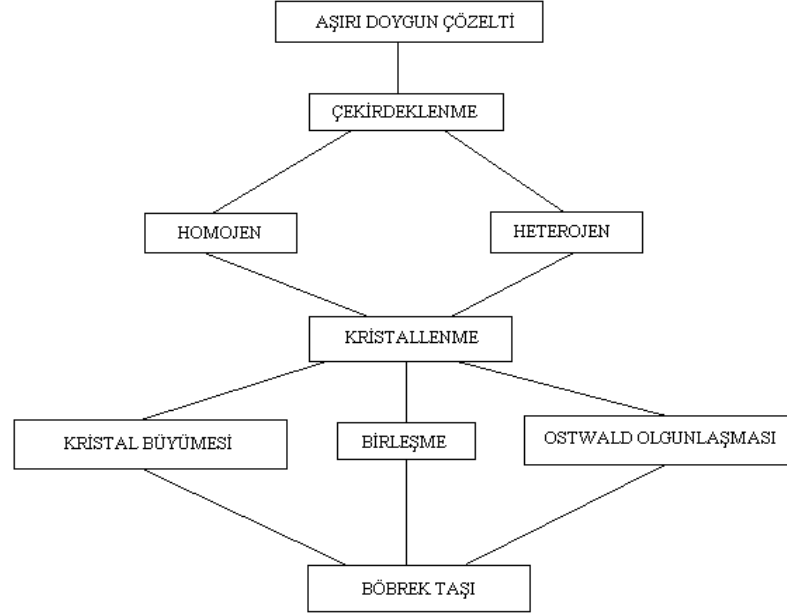 AŞIRI DOYGUN ÇÖZELTİ
ÇEKİRDEKLENME
HOMOJEN
HETEROJEN
KRİSTALLENME
KRİSTAL BÜYÜMESİ
BİRLEŞME
OSTWALD OLGUNLAŞMASI
BÖBREK TAŞI